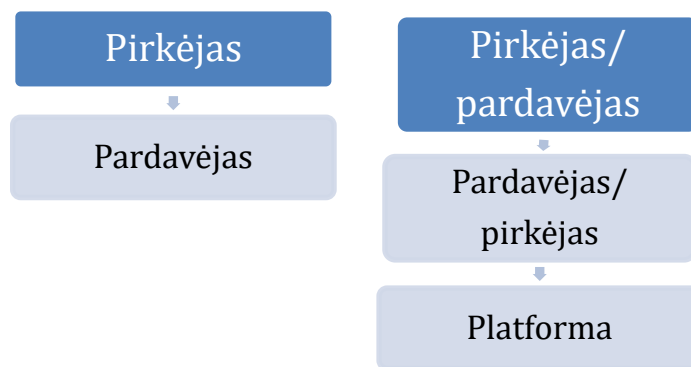 Pirkėjas
Pardavėjas
Pirkėjas/
pardavėjas
Pardavėjas/
pirkėjas
Platforma